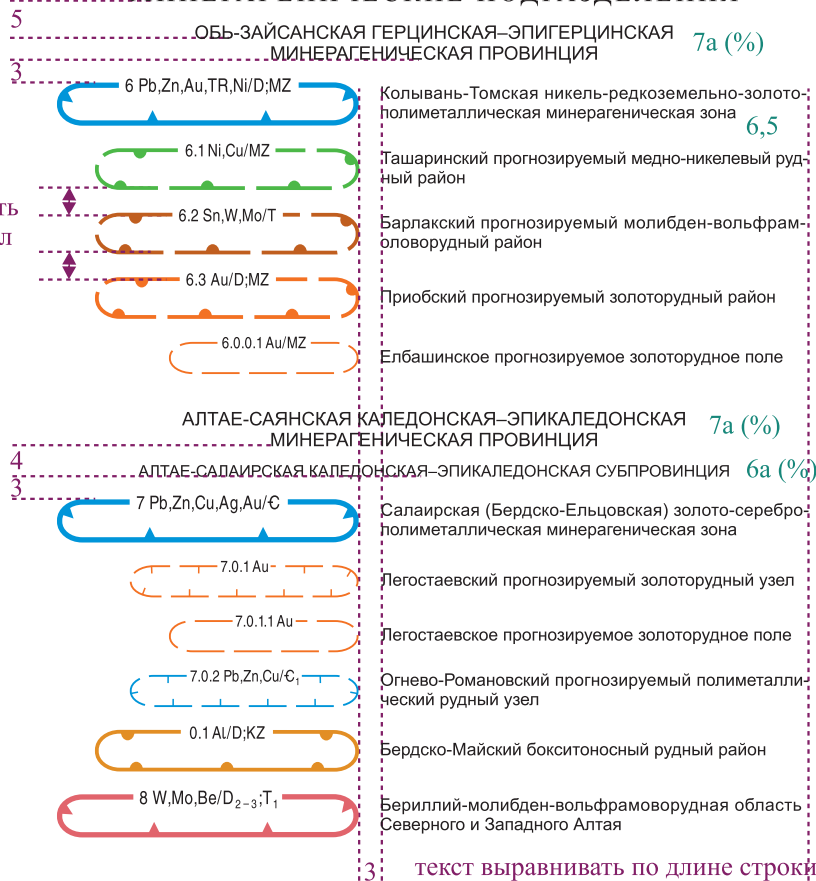 5
ОБЬ-ЗАЙСАНСКАЯ ГЕРЦИНСКАЯ–ЭПИГЕРЦИНСКАЯ
МИНЕРАГЕНИЧЕСКАЯ ПРОВИНЦИЯ
7а (%)
3
6 Pb,Zn,Au,TR,Ni/D;MZ
Колывань-Томская никель-редкоземельно-золото-
полиметаллическая минерагеническая зона
6,5
6.1 Ni,Cu/MZ
Ташаринский прогнозируемый медно-никелевый руд-
ный район
ть
л
6.2 Sn,W,Mo/T
Барлакский прогнозируемый молибден-вольфрам-
оловорудный район
6.3 Au/D;MZ
Приобский прогнозируемый золоторудный район
6.0.0.1 Au/MZ
Елбашинское прогнозируемое золоторудное поле
АЛТАЕ-САЯНСКАЯ КАЛЕДОНСКАЯ–ЭПИКАЛЕДОНСКАЯ
МИНЕРАГЕНИЧЕСКАЯ ПРОВИНЦИЯ
7а (%)
4
АЛТАЕ-САЛАИРСКАЯ КАЛЕДОНСКАЯ–ЭПИКАЛЕДОНСКАЯ СУБПРОВИНЦИЯ
6а (%)
3
7 Pb,Zn,Cu,Ag,Au/Ꞓ
Салаирская (Бердско-Ельцовская) золото-серебро-
полиметаллическая минерагеническая зона
7.0.1 Au
Легостаевский прогнозируемый золоторудный узел
7.0.1.1 Au
Легостаевское прогнозируемое золоторудное поле
7.0.2 Pb,Zn,Cu/Ꞓ₁
Огнево-Романовский прогнозируемый полиметалли-
ческий рудный узел
0.1 Al/D;KZ
Бердско-Майский бокситоносный рудный район
8 W,Mo,Be/D₂₋₃;T₁
Бериллий-молибден-вольфрамоворудная область
Северного и Западного Алтая
3
текст выравнивать по длине строки